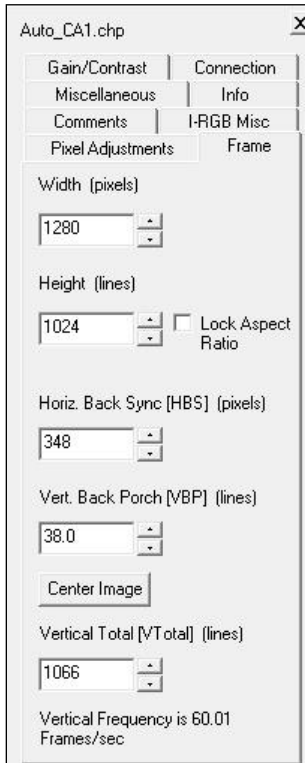 Auto_CA1.chp
X
Gain/Contrast Connection
Miscellaneous Info
Comments I-RGB Misc
Pixel Adjustments Frame
Width (pixels)
1280
Height (lines)
1024
Lock Aspect
Ratio
Horiz. Back Sync [HBS] (pixels)
348
Vert. Back Porch [VBP] (lines)
38.0
Center Image
Vertical Total [VTotal] (lines)
1066
Vertical Frequency is 60.01
Frames/sec